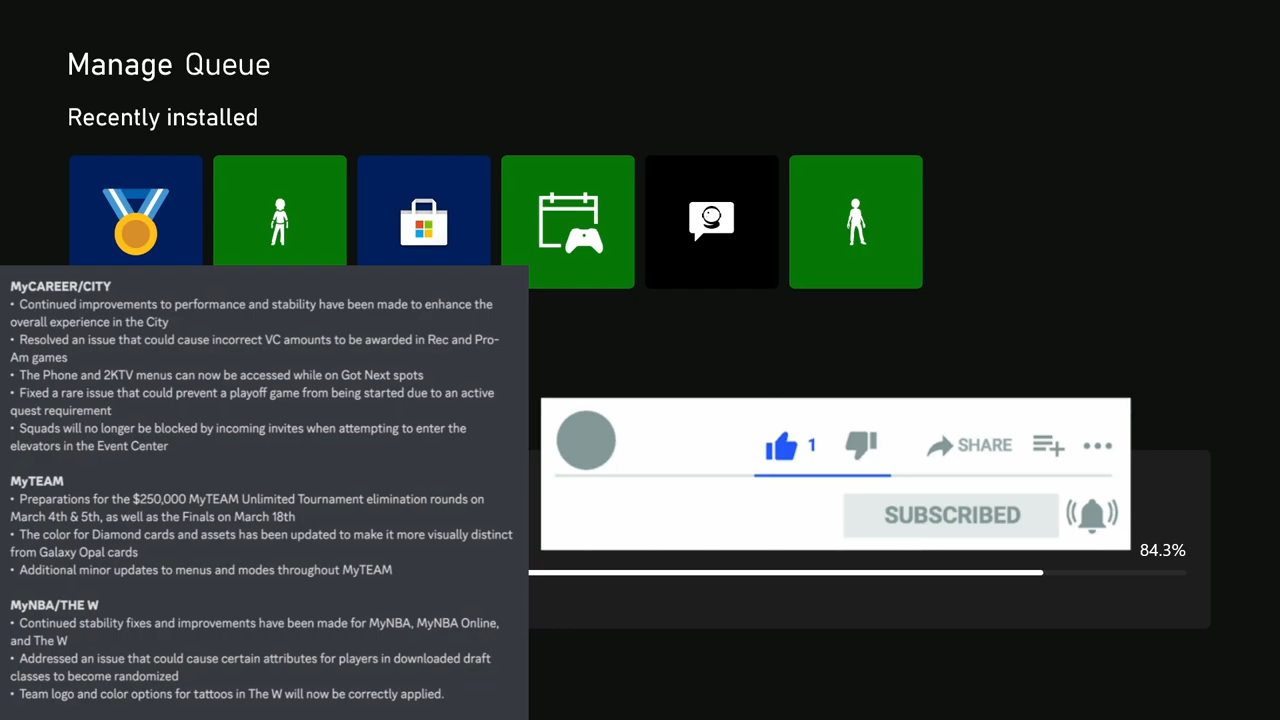 Manage Queue
Recently installed
MyCAREER/CITY
• Continued improvements to performance and stability have been made to enhance the
overall experience in the City
• Resolved an issue that could cause incorrect VC amounts to be awarded in Rec and Pro-
Am games
• The Phone and 2KTV menus can now be accessed while on Got Next spots
• Fixed a rare issue that could prevent a playoff game from being started due to an active
quest requirement
• Squads will no longer be blocked by incoming invites when attempting to enter the
elevators in the Event Center
MyTEAM
• Preparations for the $250,000 MyTEAM Unlimited Tournament elimination rounds on
March 4th & 5th, as well as the Finals on March 18th
• The color for Diamond cards and assets has been updated to make it more visually distinct
from Galaxy Opal cards
• Additional minor updates to menus and modes throughout MyTEAM
MyNBA/THE W
• Continued stability fixes and improvements have been made for MyNBA, MyNBA Online,
and The W
• Addressed an issue that could cause certain attributes for players in downloaded draft
classes to become randomized
• Team logo and color options for tattoos in The W will now be correctly applied.
1
SHARE
SUBSCRIBED
84.3%